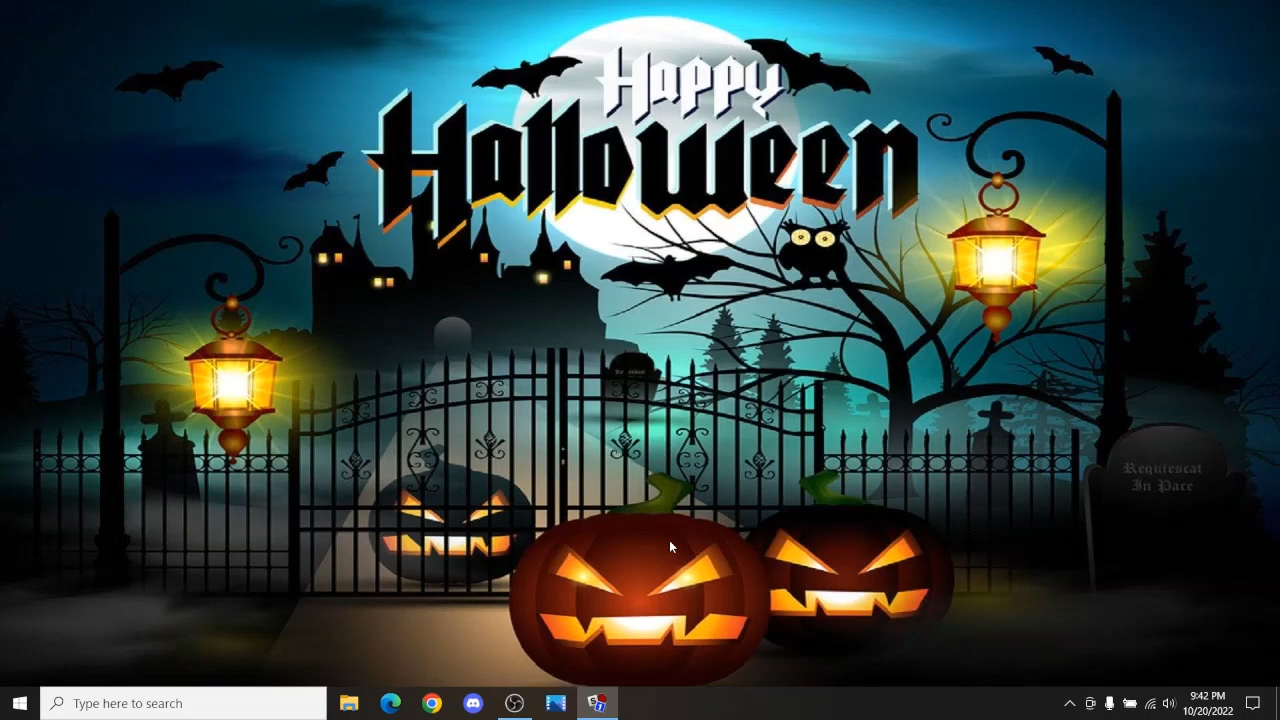 Happy
Halloween
Requiescat
In Pace
Type here to search
9:42 PM
10/20/2022